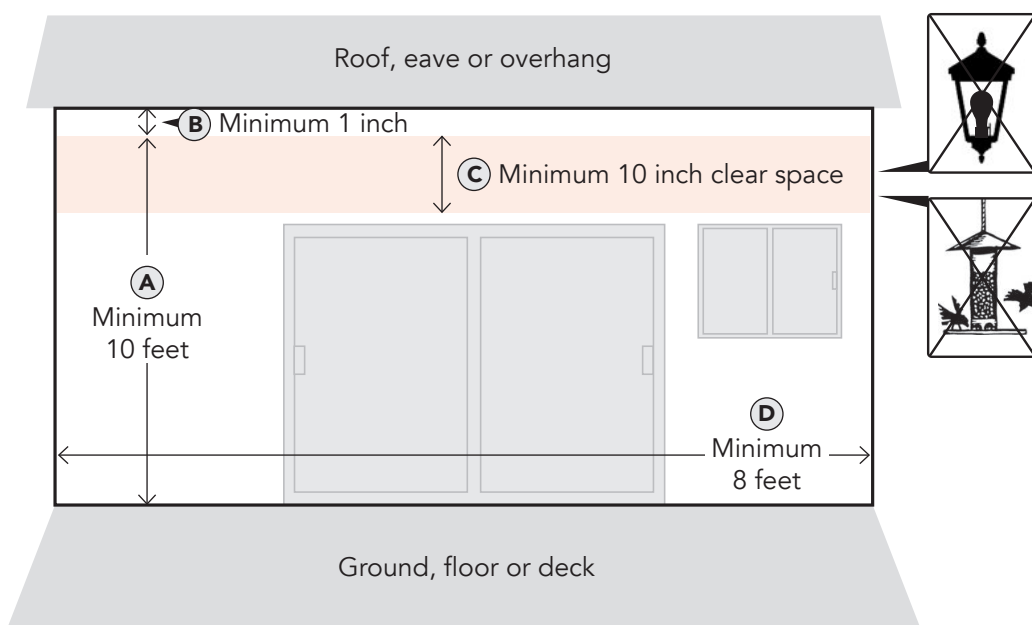 Roof, eave or overhang
B Minimum 1 inch
C Minimum 10 inch clear space
A
Minimum
10 feet
D
Minimum
8 feet
Ground, floor or deck